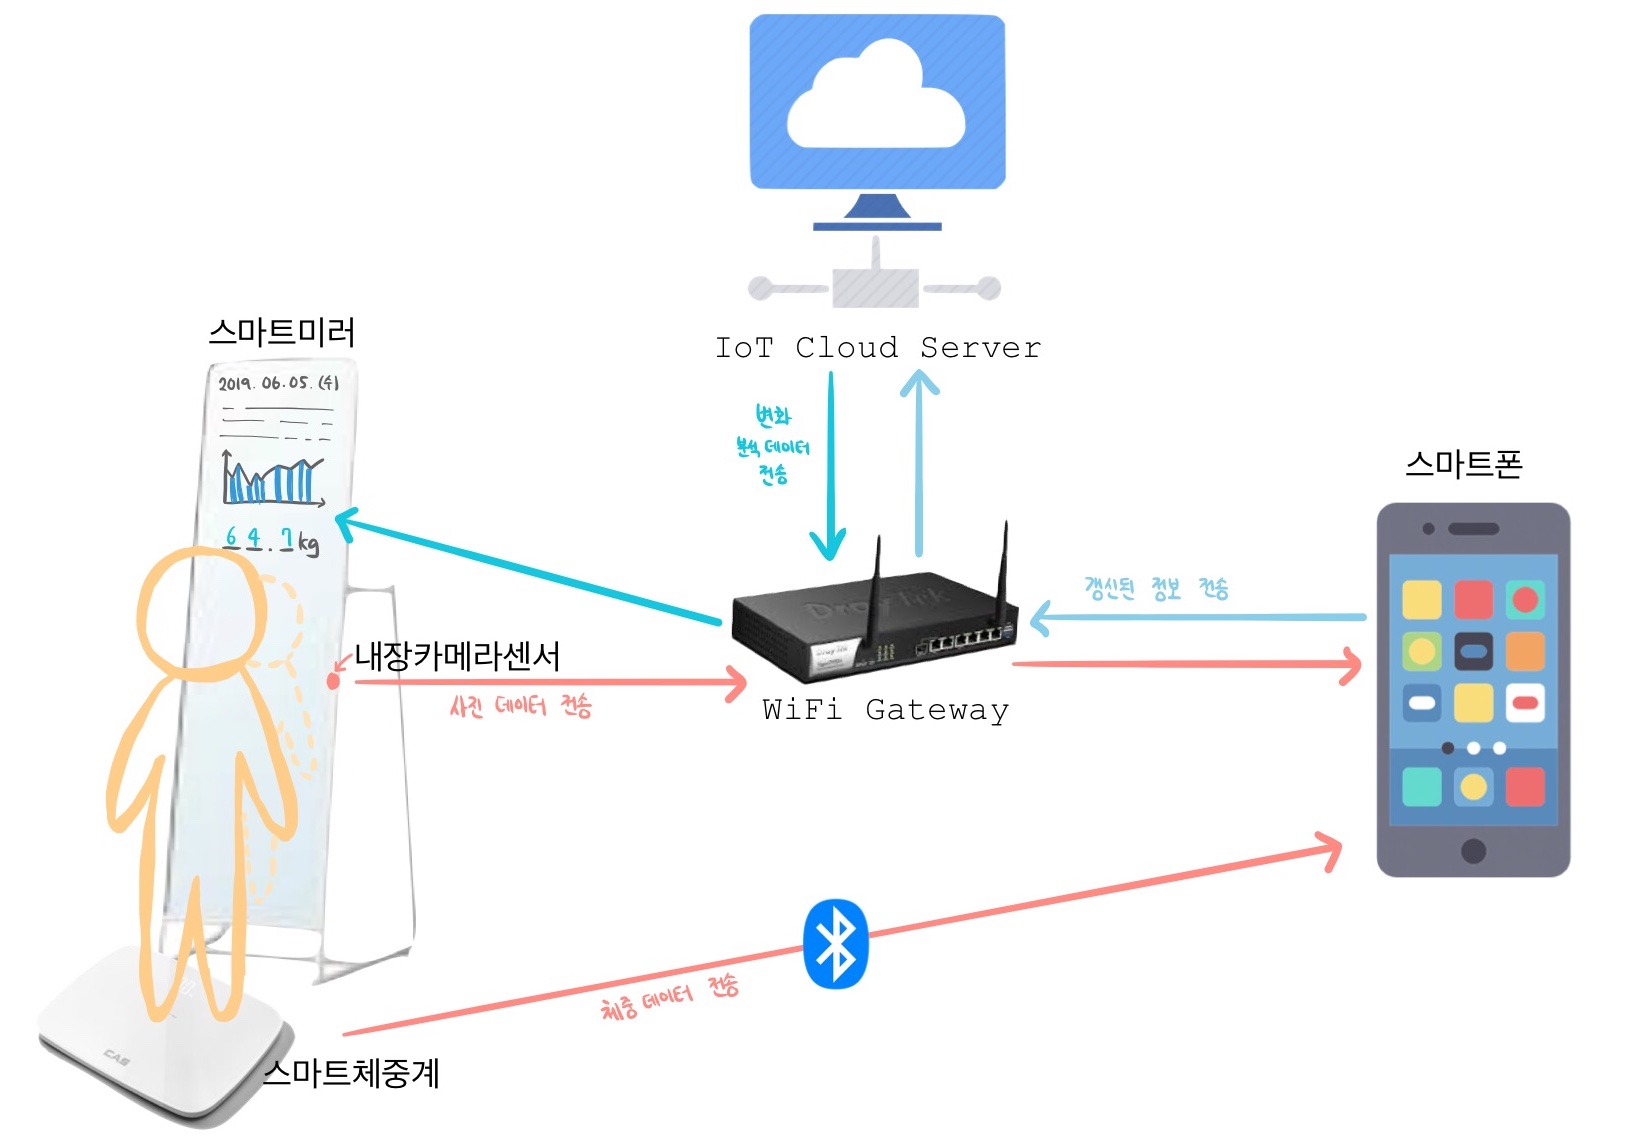 IoT Cloud Server
스마트미러
2019. 06. 05. (수)
64.7kg
변화
분석 데이터
전송
스마트폰
갱신된 정보 전송
내장카메라센서
사진 데이터 전송
DrayTek
DrayTek
WiFi Gateway
체중 데이터 전송
CAS
스마트체중계